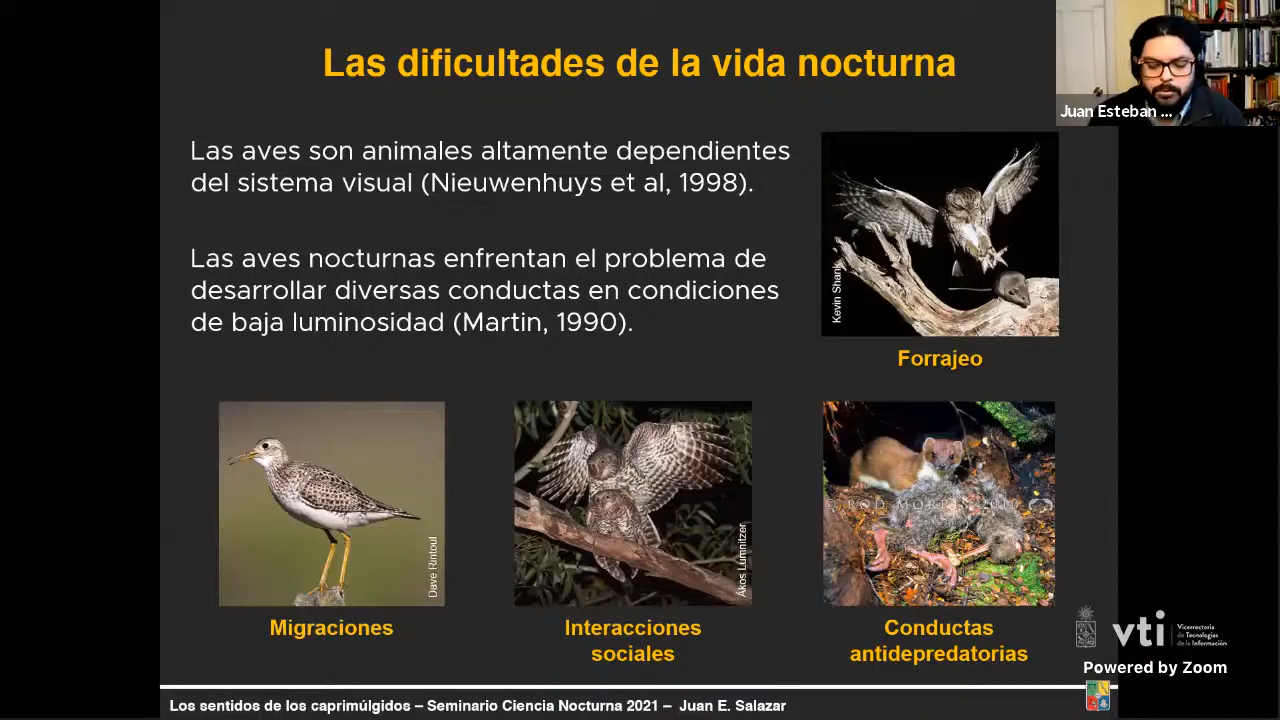 Las dificultades de la vida nocturna
Juan Esteban ...
Las aves son animales altamente dependientes
del sistema visual (Nieuwenhuys et al, 1998).
Las aves nocturnas enfrentan el problema de
desarrollar diversas conductas en condiciones
de baja luminosidad (Martin, 1990).
Kevin Shank
Forrajeo
Dave Rintoul
Ákos Lumnitzer
Migraciones
Interacciones
sociales
Conductas
antidepredatorias
vti
Vicerrectoría
de Tecnologías
de la Información
Powered by Zoom
Los sentidos de los caprimúlgidos – Seminario Ciencia Nocturna 2021 – Juan E. Salazar